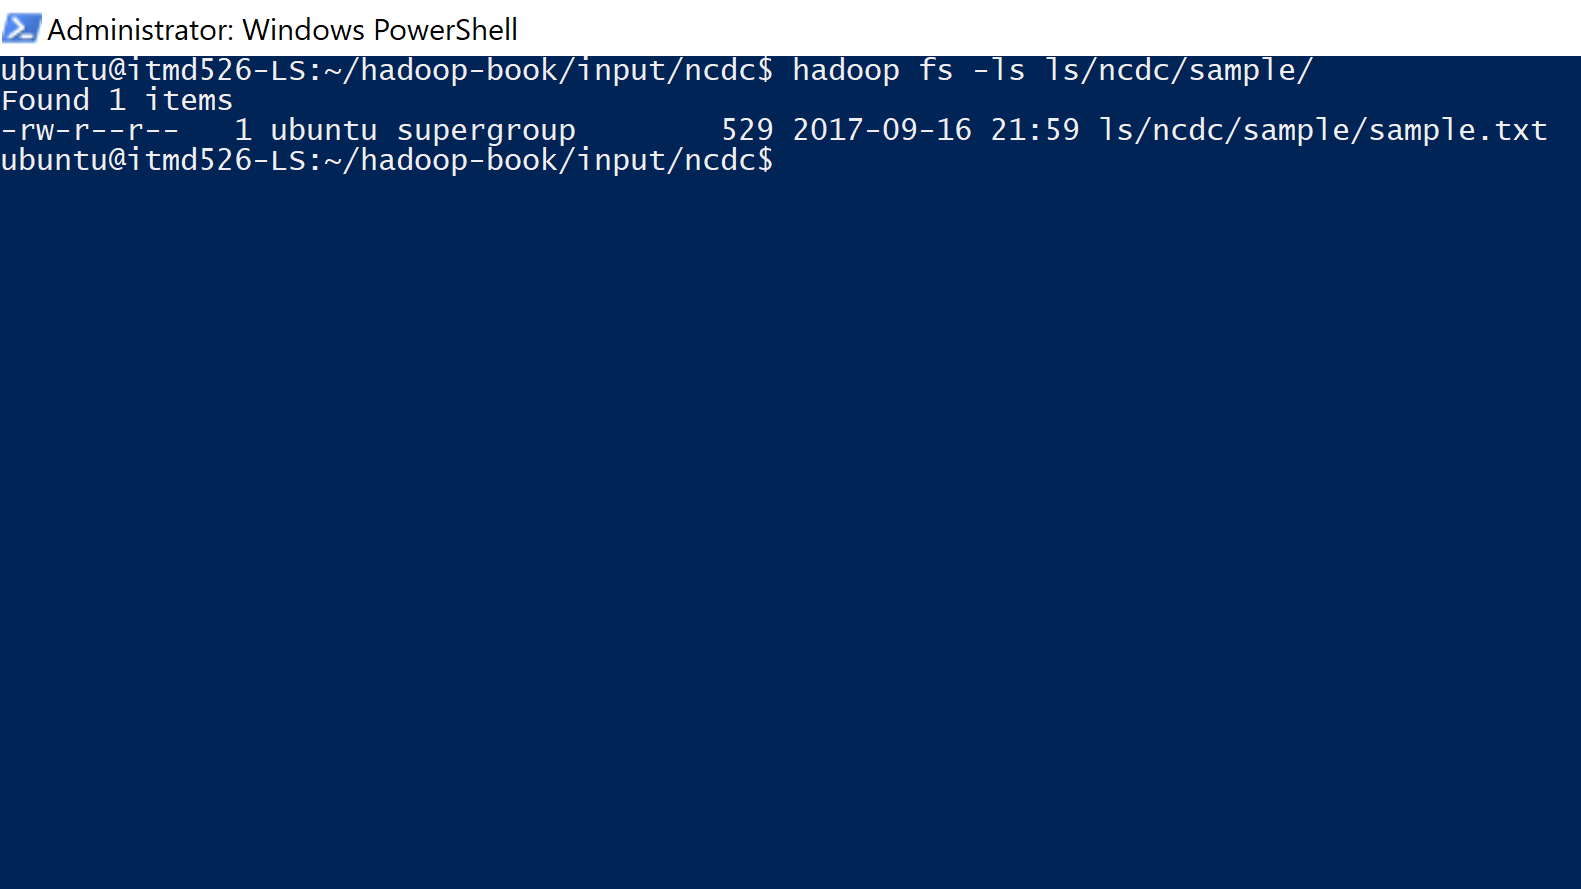 Administrator: Windows PowerShell
ubuntu@itmd526-LS:~/hadoop-book/input/ncdc$ hadoop fs -ls ls/ncdc/sample/
Found 1 items
-rw-r--r--   1 ubuntu supergroup        529 2017-09-16 21:59 ls/ncdc/sample/sample.txt
ubuntu@itmd526-LS:~/hadoop-book/input/ncdc$